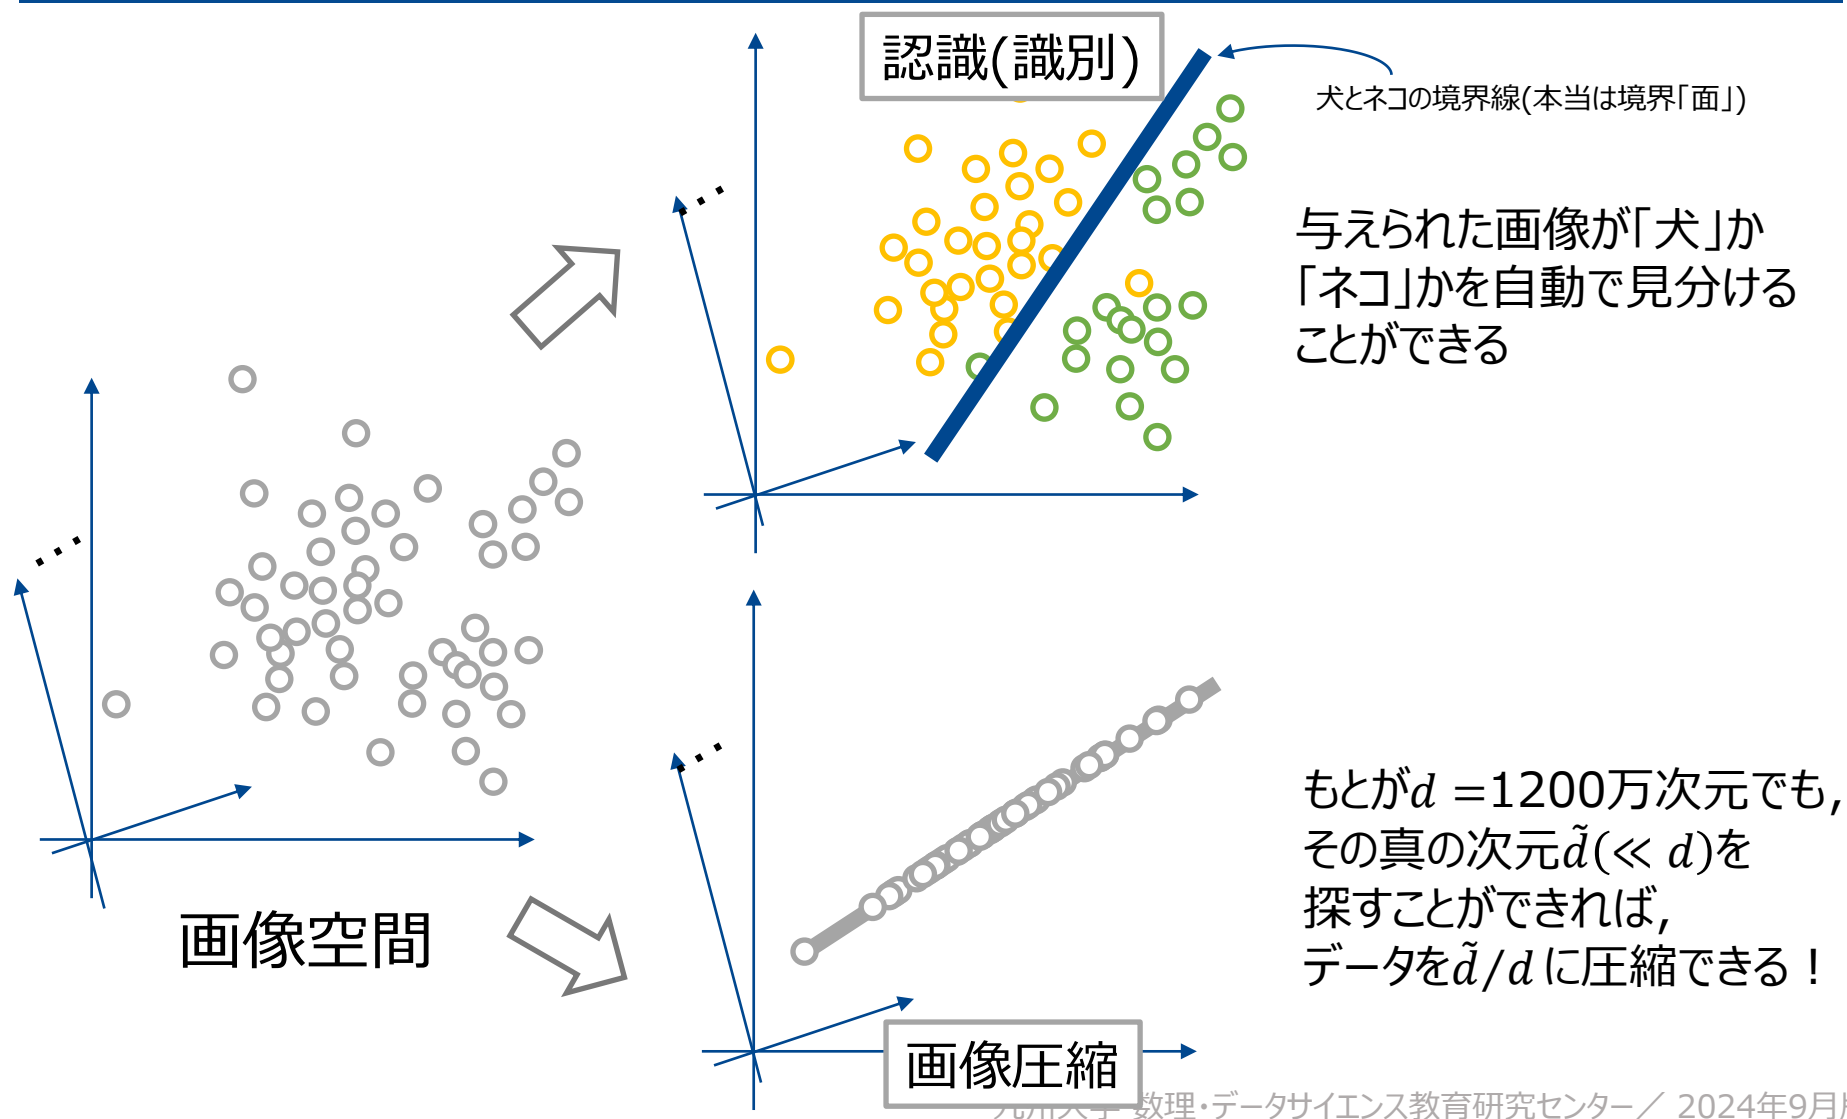 認識(識別)
犬とネコの境界線(本当は境界「面」)
与えられた画像が「犬」か
「ネコ」かを自動で見分ける
ことができる
画像空間
もとがd =1200万次元でも,
その真の次元d̃(≪ d)を
探すことができれば,
データをd̃/d に圧縮できる！
画像圧縮
九州大学 数理・データサイエンス教育研究センター／ 2024年9月